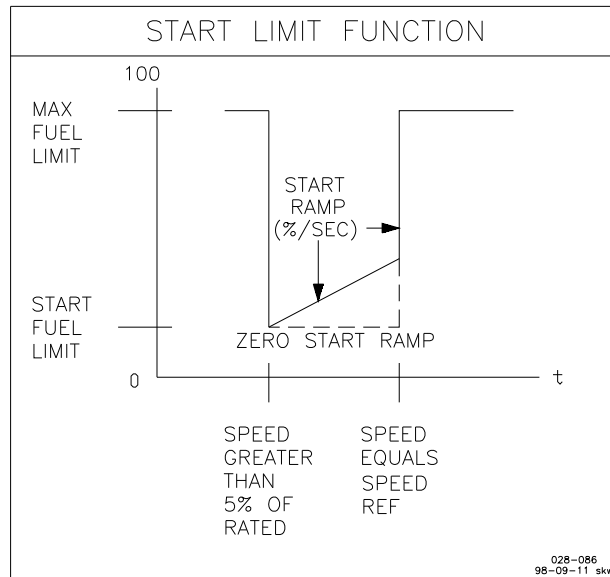 START LIMIT FUNCTION
100
MAX
FUEL
LIMIT
START
RAMP
(%/SEC)
START
FUEL
LIMIT
ZERO START RAMP
0
t
SPEED
GREATER
THAN
5% OF
RATED
SPEED
EQUALS
SPEED
REF
028-086
98-09-11 skw